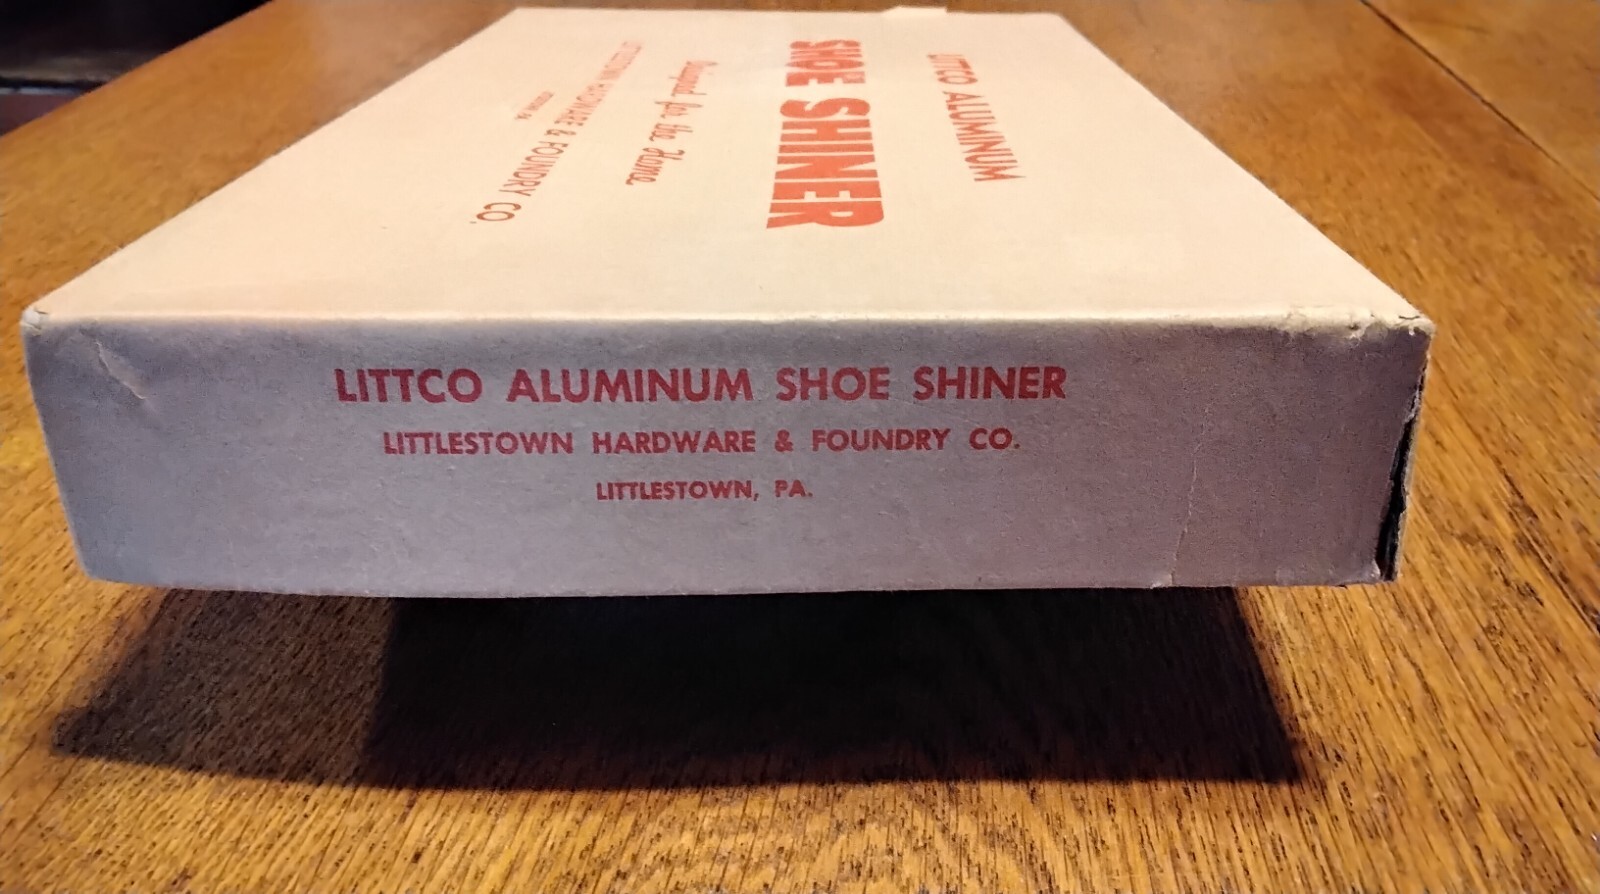 LITTCO ALUMINUM
SHOE SHINER
Designed for the Home
LITTLESTOWN HARDWARE & FOUNDRY CO.
LITTCO ALUMINUM SHOE SHINER
LITTLESTOWN HARDWARE & FOUNDRY CO.
LITTLESTOWN, PA.